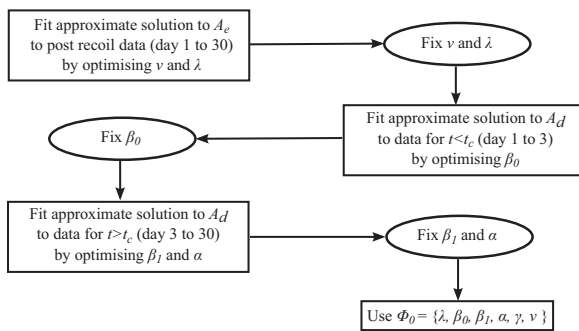 Fit approximate solution to A_e
to post recoil data (day 1 to 30)
by optimising ν and λ
Fix ν and λ
Fit approximate solution to A_d
to data for t<t_c (day 1 to 3)
by optimising β_0
Fix β_0
Fit approximate solution to A_d
to data for t>t_c (day 3 to 30)
by optimising β_1 and α
Fix β_1 and α
Use Φ_0 = {λ, β_0, β_1, α, γ, ν }